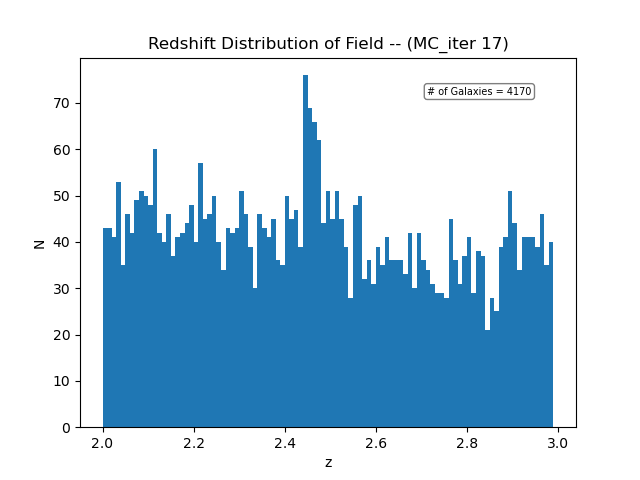 Redshift Distribution of Field -- (MC_iter 17)
# of Galaxies = 4170
70
60
50
40
30
20
10
0
N
2.0 2.2 2.4 2.6 2.8 3.0
z